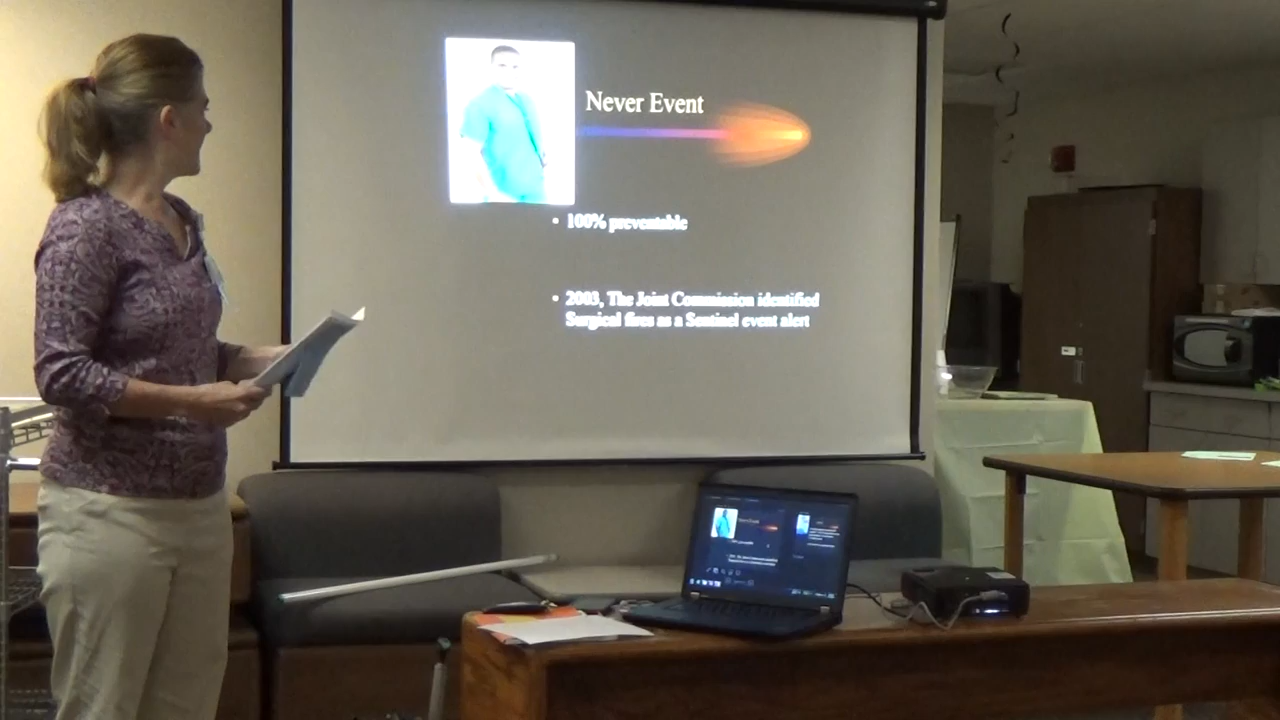 Never Event
• 100% preventable
• 2003, The Joint Commission identified
Surgical fires as a Sentinel event alert